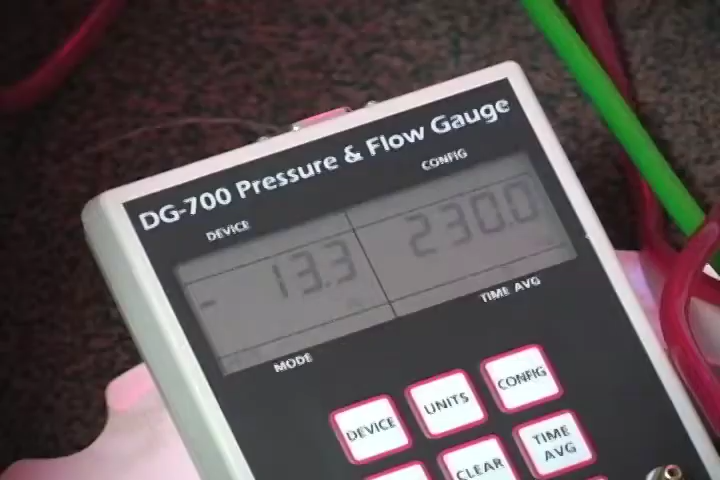 DG-700 Pressure & Flow Gauge
DEVICE CONFIG
- 13.3 230.0
MODE TIME AVG
DEVICE UNITS CONFIG
CLEAR TIME AVG